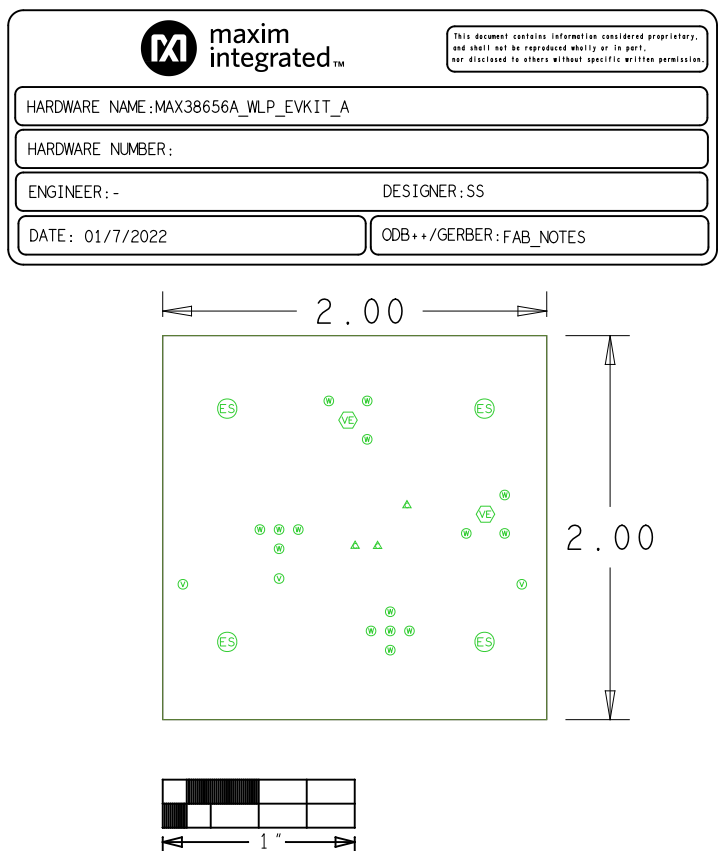 maxim
integrated™
This document contains information considered proprietary,
and shall not be reproduced wholly or in part,
nor disclosed to others without specific written permission.
HARDWARE NAME:MAX38656A_WLP_EVKIT_A
HARDWARE NUMBER:
ENGINEER:- DESIGNER:SS
DATE: 01/7/2022 ODB++/GERBER:FAB_NOTES
2.00
W W
ES VE ES
W
W
VE
W W W W W
2.00
W
V
V V
W
W W W
ES ES
W
1"